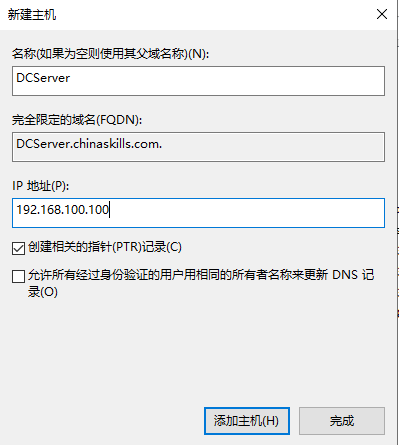 新建主机
名称(如果为空则使用其父域名称)(N):
DCServer
完全限定的域名(FQDN):
DCServer.chinaskills.com.
IP 地址(P):
192.168.100.100
创建相关的指针(PTR)记录(C)
允许所有经过身份验证的用户用相同的所有者名称来更新 DNS 记
录(O)
添加主机(H)
完成